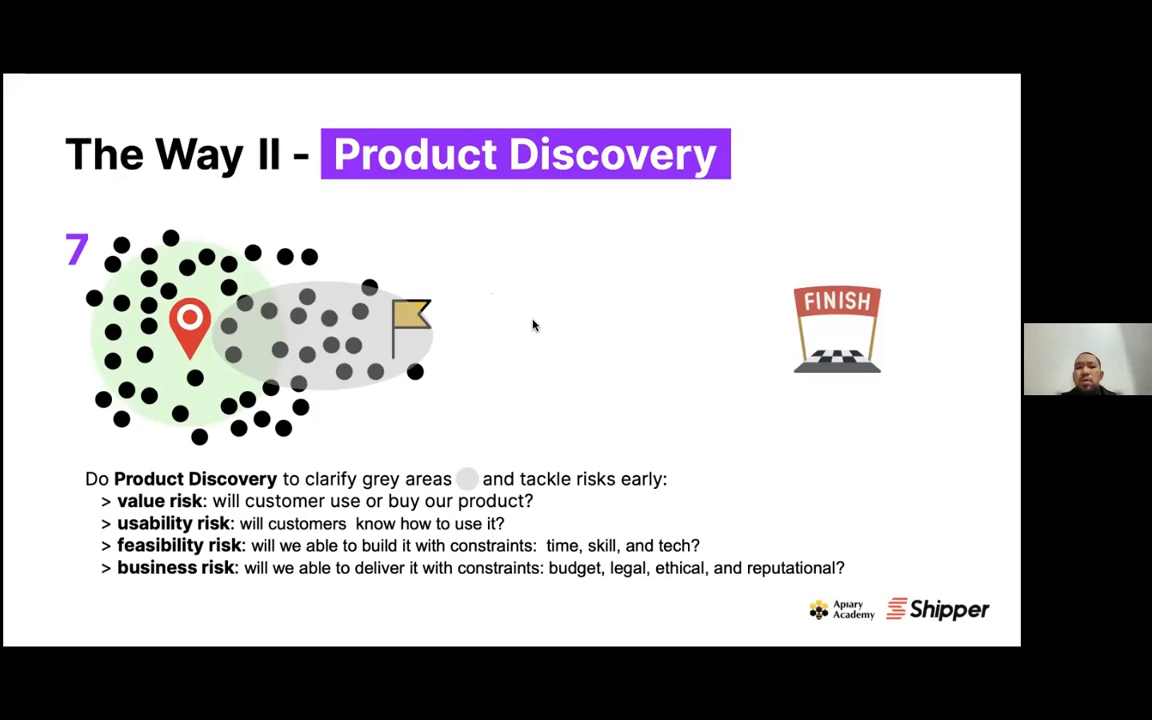 The Way II - Product Discovery
7
FINISH
Do Product Discovery to clarify grey areas and tackle risks early:
> value risk: will customer use or buy our product?
> usability risk: will customers know how to use it?
> feasibility risk: will we able to build it with constraints: time, skill, and tech?
> business risk: will we able to deliver it with constraints: budget, legal, ethical, and reputational?
Apiary
Academy
Shipper